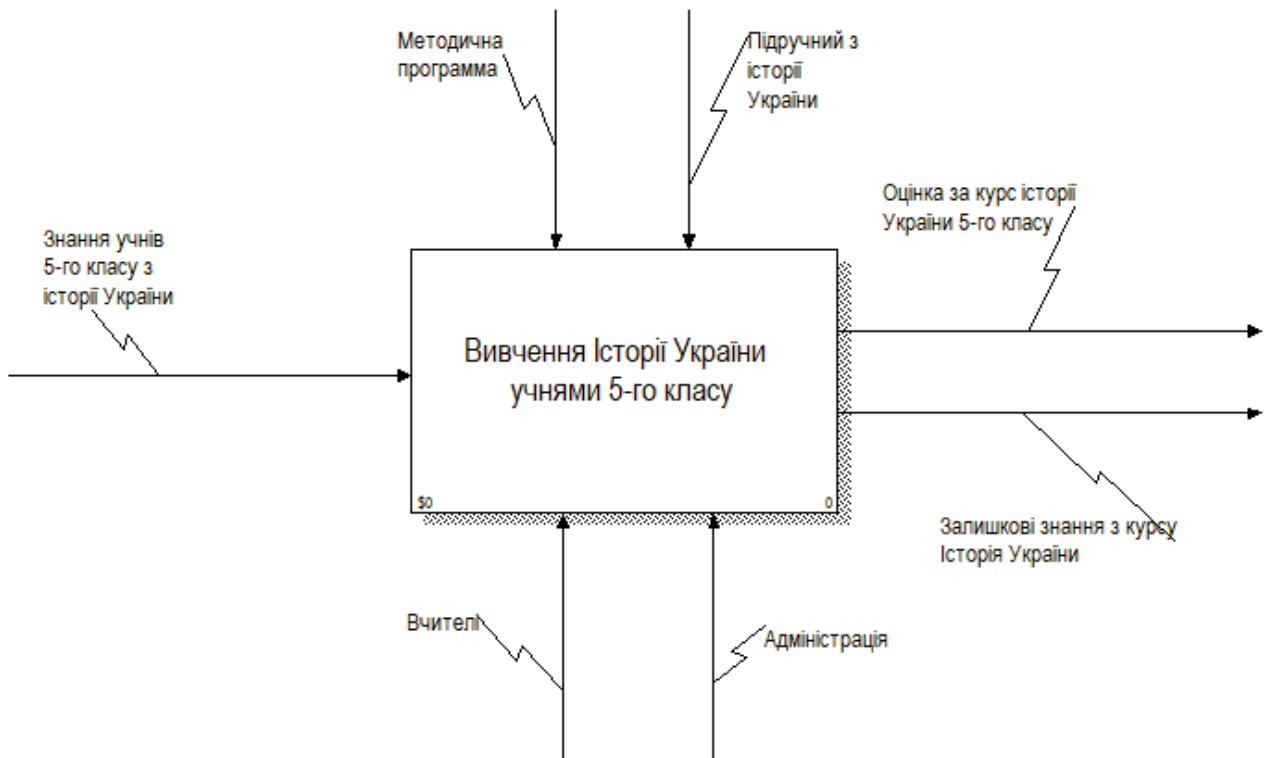 Методична
программа
Підручний з
історії
України
Оцінка за курс історії
України 5-го класу
Знання учнів
5-го класу з
історії України
Вивчення Історії України
учнями 5-го класу
$0
0
Залишкові знання з курсу
Історія України
Вчителі
Адміністрація